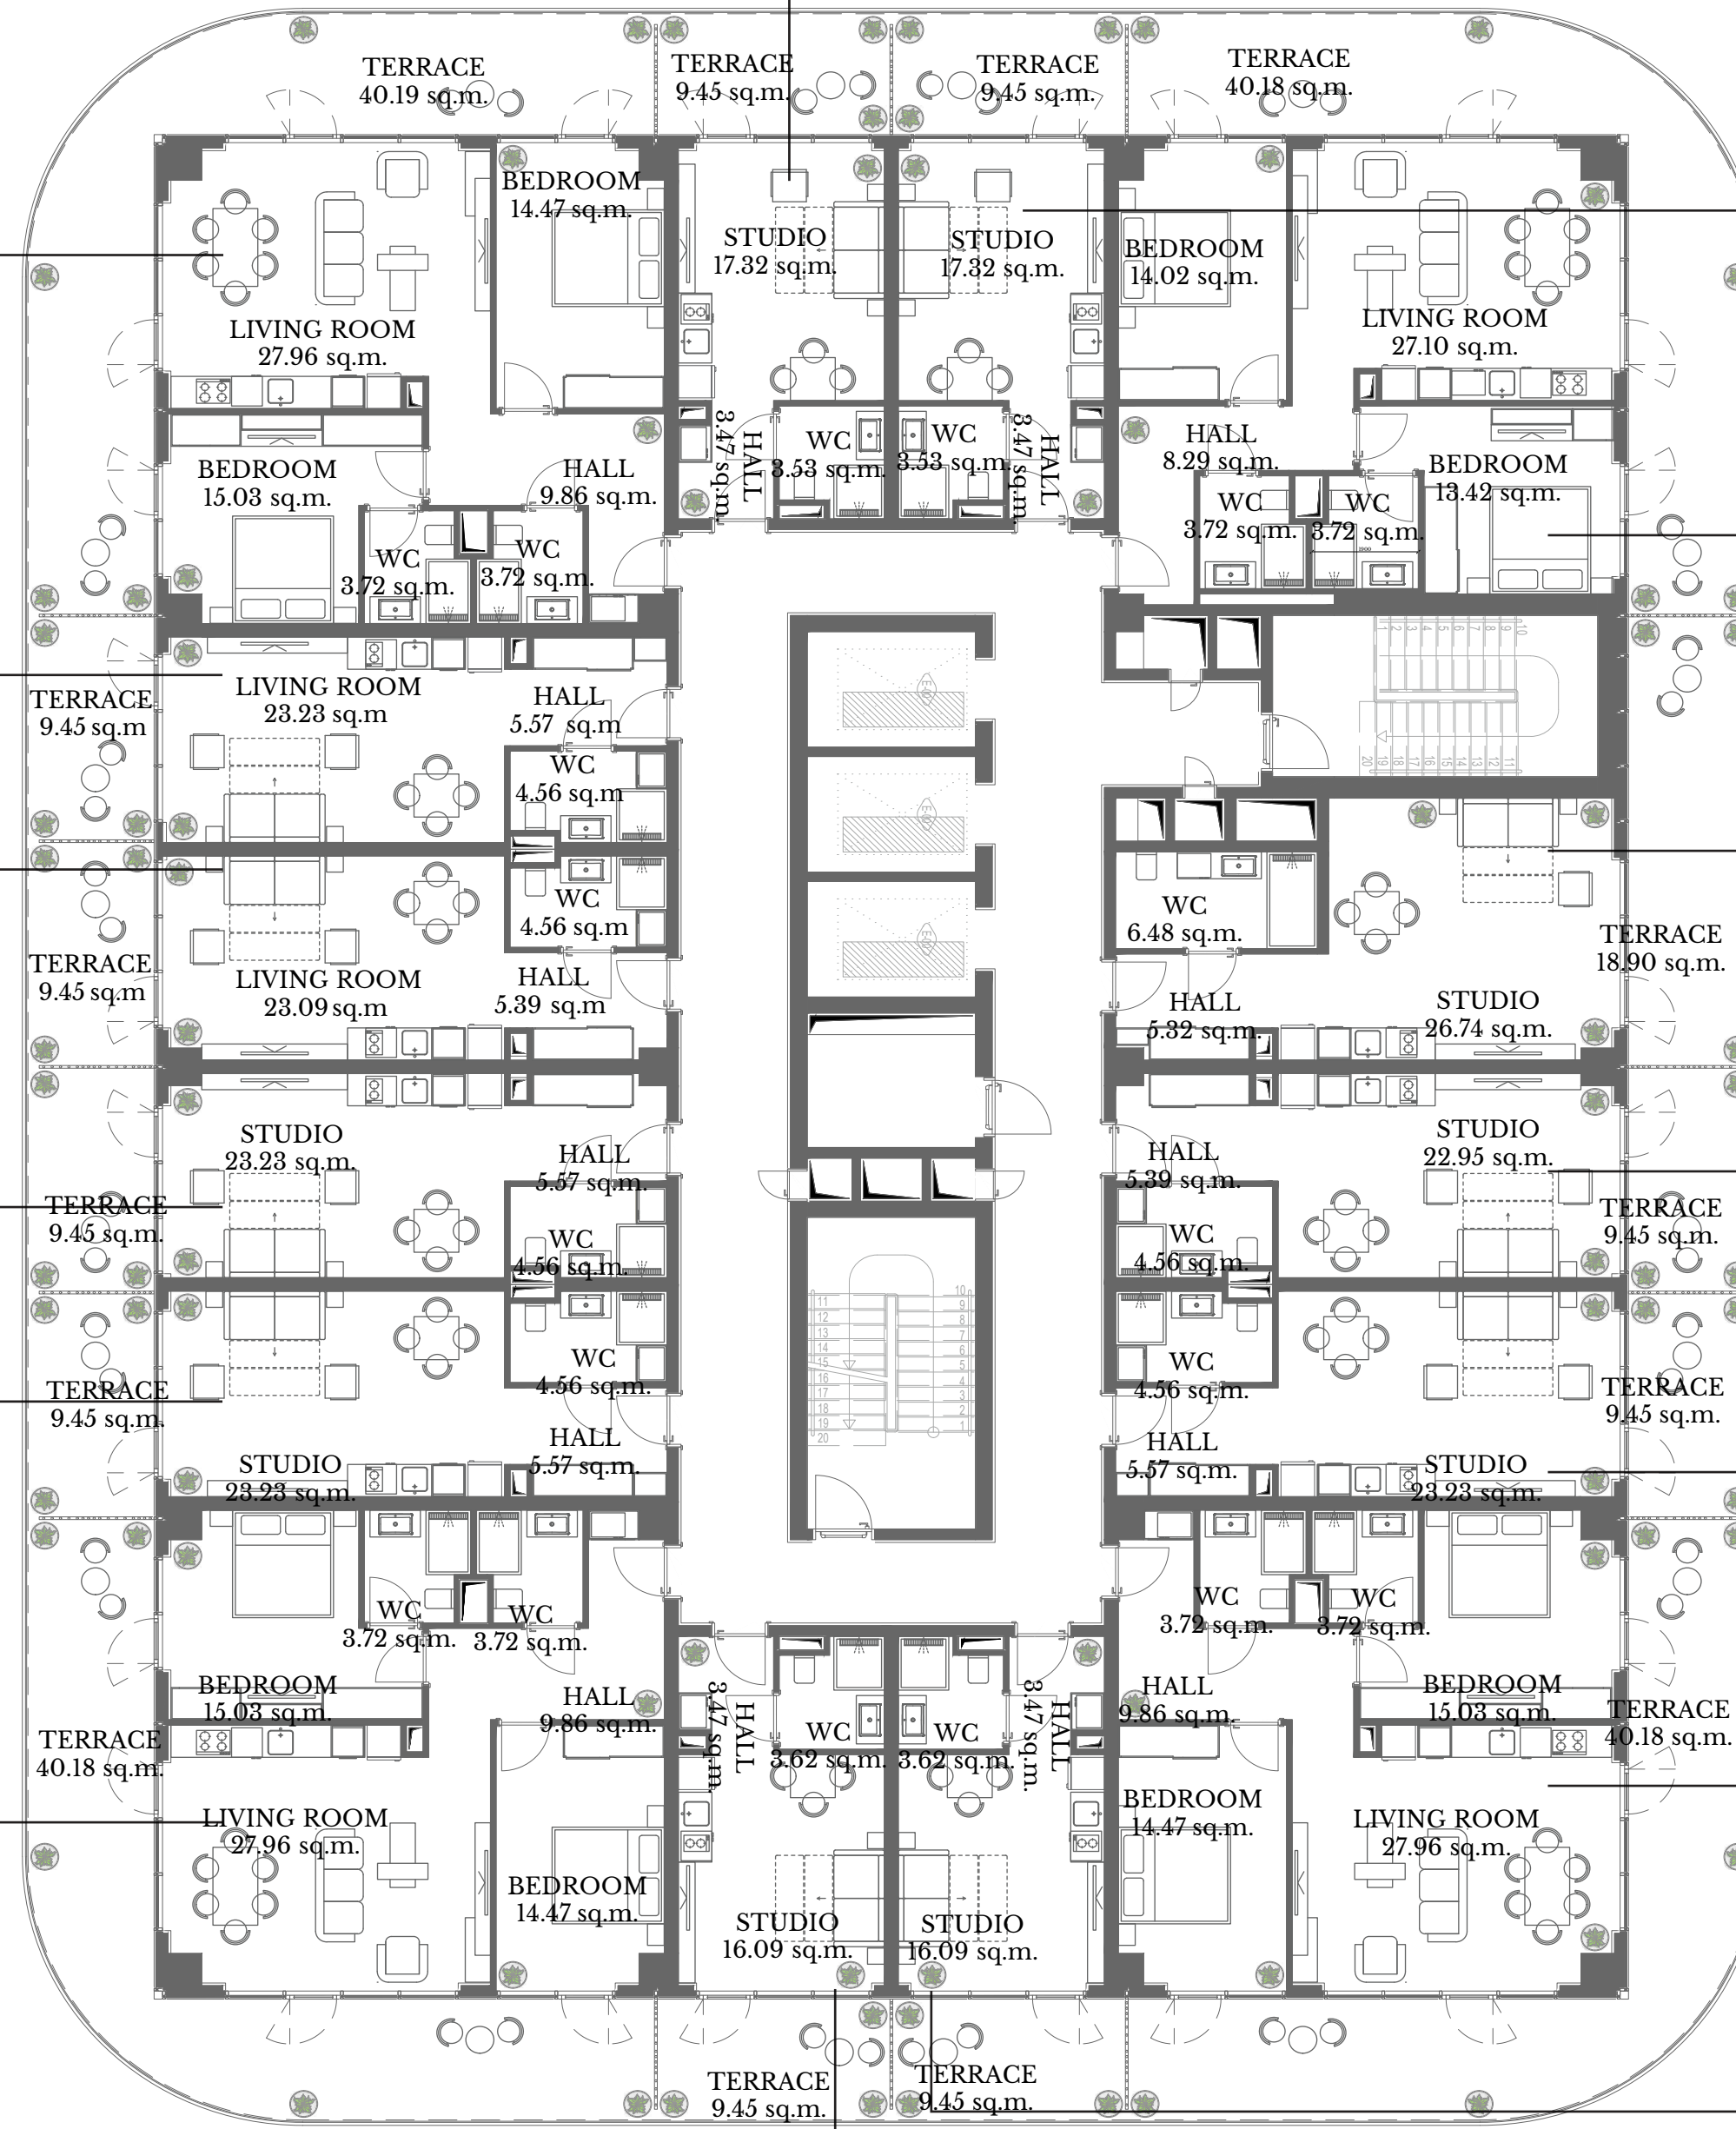 TERRACE
40.19 sq.m.
TERRACE
9.45 sq.m.
TERRACE
9.45 sq.m.
TERRACE
40.18 sq.m.
BEDROOM
14.47 sq.m.
STUDIO
17.32 sq.m.
STUDIO
17.32 sq.m.
BEDROOM
14.02 sq.m.
LIVING ROOM
27.96 sq.m.
LIVING ROOM
27.10 sq.m.
BEDROOM
15.03 sq.m.
HALL
9.86 sq.m.
HALL
3.47 sq.m.
WC
3.53 sq.m.
WC
3.53 sq.m.
HALL
3.47 sq.m.
HALL
8.29 sq.m.
BEDROOM
13.42 sq.m.
WC
3.72 sq.m.
WC
3.72 sq.m.
WC
3.72 sq.m.
WC
3.72 sq.m.
TERRACE
9.45 sq.m
LIVING ROOM
23.23 sq.m
HALL
5.57 sq.m
WC
4.56 sq.m
WC
4.56 sq.m
WC
6.48 sq.m.
TERRACE
18.90 sq.m.
TERRACE
9.45 sq.m
LIVING ROOM
23.09 sq.m
HALL
5.39 sq.m
HALL
5.32 sq.m.
STUDIO
26.74 sq.m.
STUDIO
23.23 sq.m.
HALL
5.57 sq.m.
HALL
5.39 sq.m.
STUDIO
22.95 sq.m.
TERRACE
9.45 sq.m.
WC
4.56 sq.m.
WC
4.56 sq.m.
TERRACE
9.45 sq.m.
TERRACE
9.45 sq.m.
WC
4.56 sq.m.
WC
4.56 sq.m.
TERRACE
9.45 sq.m.
STUDIO
23.23 sq.m.
HALL
5.57 sq.m.
HALL
5.57 sq.m.
STUDIO
23.23 sq.m.
WC
3.72 sq.m.
WC
3.72 sq.m.
WC
3.72 sq.m.
WC
3.72 sq.m.
BEDROOM
15.03 sq.m.
HALL
9.86 sq.m.
HALL
3.47 sq.m.
WC
3.62 sq.m.
WC
3.62 sq.m.
HALL
3.47 sq.m.
HALL
9.86 sq.m.
BEDROOM
15.03 sq.m.
TERRACE
40.18 sq.m.
TERRACE
40.18 sq.m.
LIVING ROOM
27.96 sq.m.
BEDROOM
14.47 sq.m.
STUDIO
16.09 sq.m.
STUDIO
16.09 sq.m.
BEDROOM
14.47 sq.m.
LIVING ROOM
27.96 sq.m.
TERRACE
9.45 sq.m.
TERRACE
9.45 sq.m.